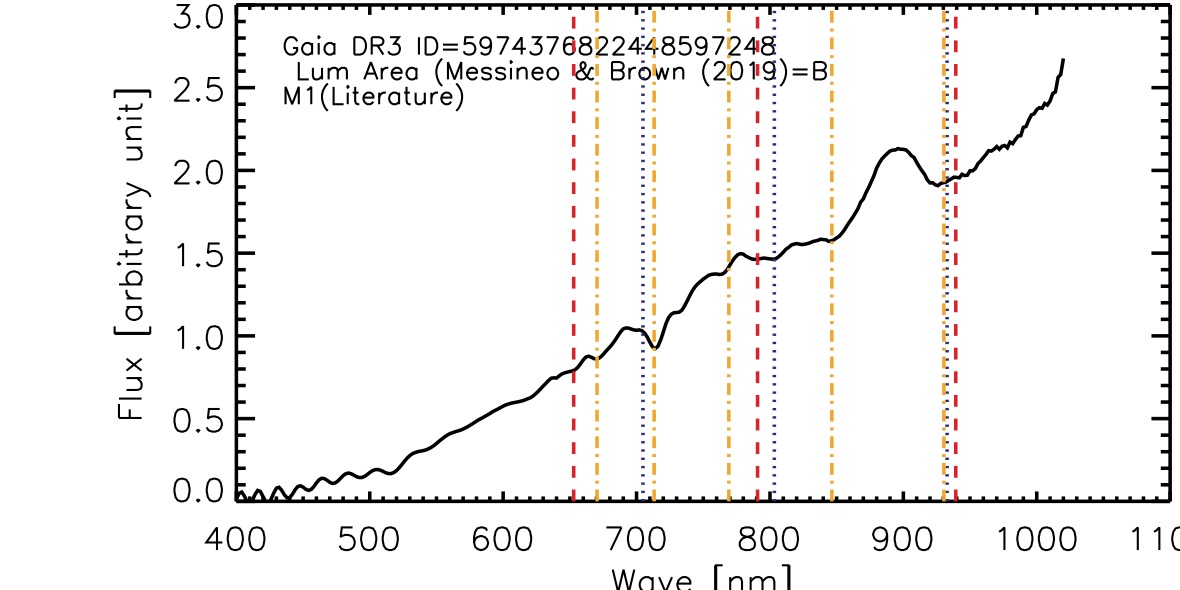 3.0
Gaia DR3 ID=5974376822448597248
Lum Area (Messineo & Brown (2019)=B
M1(Literature)
2.5
2.0
1.5
1.0
0.5
0.0
Flux [arbitrary unit]
400 500 600 700 800 900 1000 110
Wave [nm]